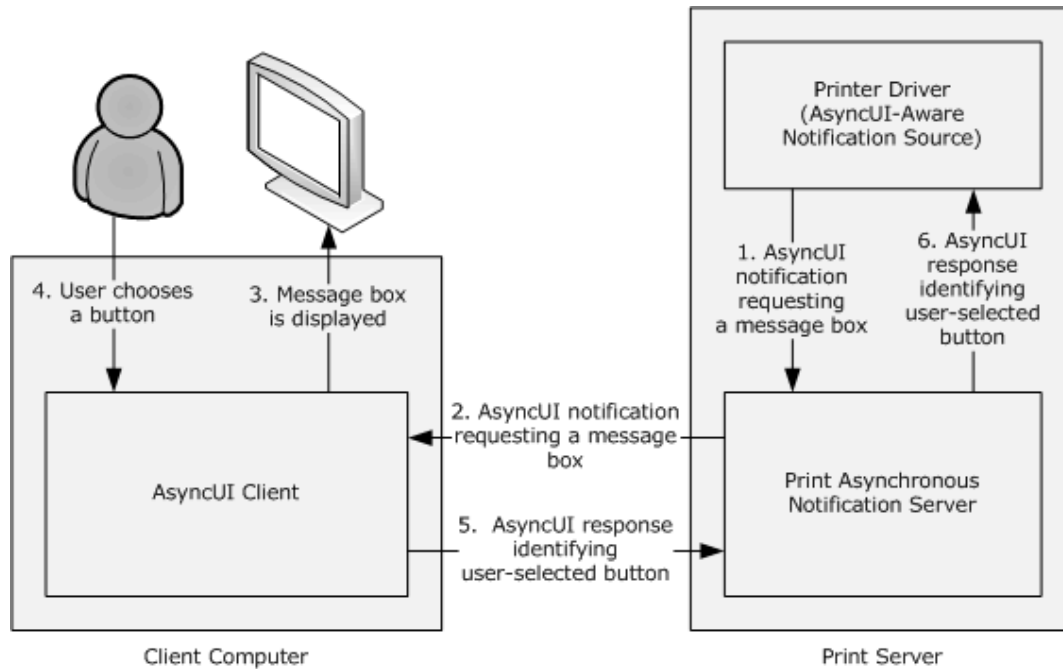 Printer Driver
(AsyncUI-Aware
Notification Source)
1. AsyncUI
notification
requesting
a message box
6. AsyncUI
response
identifying
user-selected
button
4. User chooses
a button
3. Message box
is displayed
2. AsyncUI notification
requesting a message
box
AsyncUI Client
Print Asynchronous
Notification Server
5. AsyncUI response
identifying
user-selected button
Client Computer
Print Server